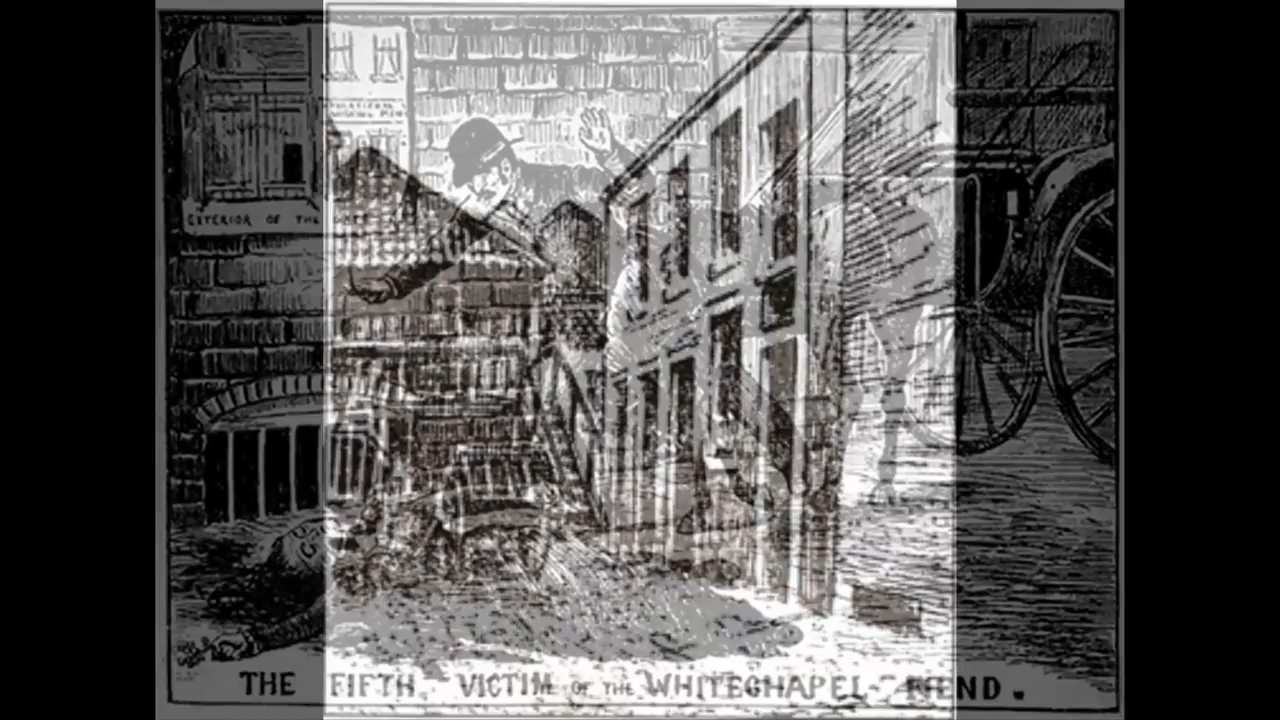 EXTERIOR OF THE
THE FIFTH VICTIM OF THE WHITECHAPEL FIEND.